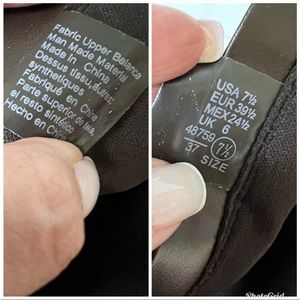 Fabric Upper Balance
Man Made Material
Made in China
Dessus tissu,
synthetiques
Fabriqué en Chine
Parte superior de tela,
el resto sintético
Hecho en China
USA 7½
EUR 39½
MEX 24½
UK 6
48759 7½
37 SIZE
PhotoGrid